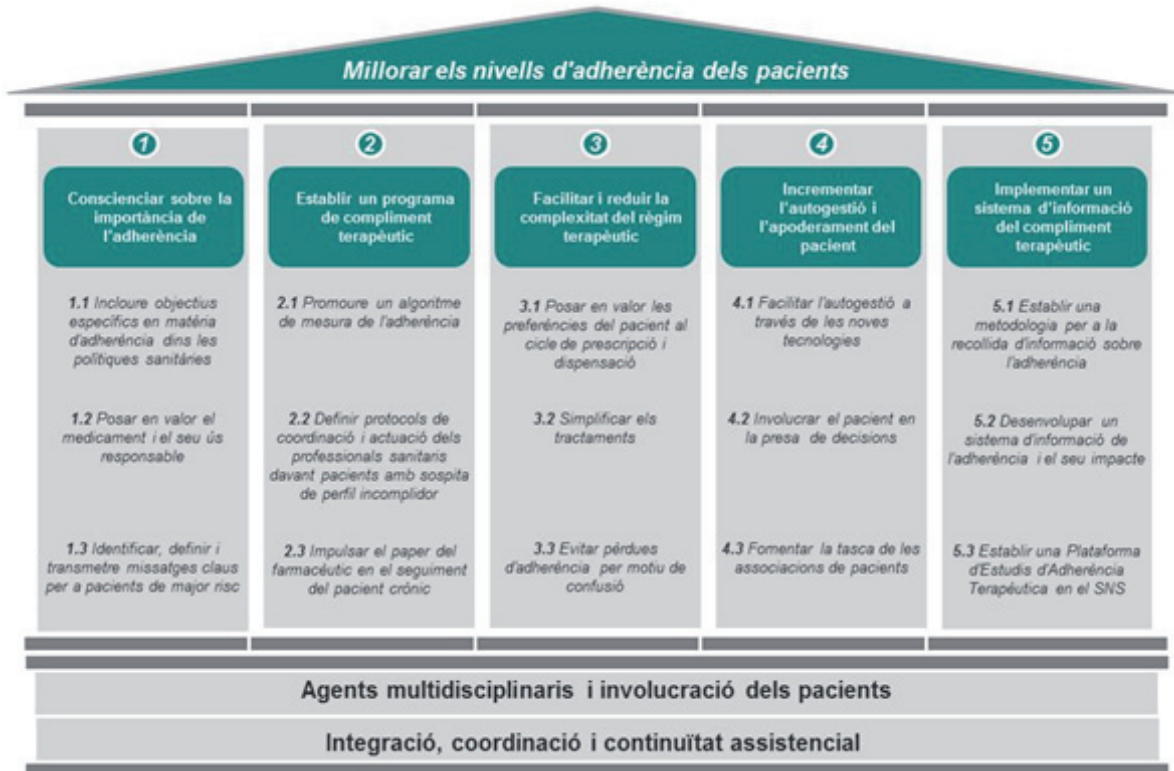 Millorar els nivells d'adherència dels pacients
1
Conscienciar sobre la
importància de
l'adherència
1.1 Incloure objectius
específics en matéria
d'adherència dins les
polítiques sanitáries
1.2 Posar en valor el
medicament i el seu ús
responsable
1.3 Identificar, definir i
transmetre missatges claus
per a pacients de major risc
2
Establir un programa
de compliment
terapèutic
2.1 Promoure un algoritme
de mesura de l'adherència
2.2 Definir protocols de
coordinació i actuació dels
professionals sanitaris
davant pacients amb sospita
de perfil incomplidor
2.3 Impulsar el paper del
farmacéutic en el seguiment
del pacient crònic
3
Facilitar i reduir la
complexitat del règim
terapèutic
3.1 Posar en valor les
preferéncies del pacient al
cicle de prescripció i
dispensació
3.2 Simplificar els
tractaments
3.3 Evitar pérdues
d'adherència per motiu de
confusió
4
Incrementar
l'autogestió i
l'apoderament del
pacient
4.1 Facilitar l'autogestió a
través de les noves
tecnologies
4.2 Involucrar el pacient en
la presa de decisions
4.3 Fomentar la tasca de les
associacions de pacients
5
Implementar un
sistema d'informació
del compliment
terapèutic
5.1 Establir una
metodologia per a la
recollida d'informació sobre
l'adherència
5.2 Desenvolupar un
sistema d'informació de
l'adherència i el seu impacte
5.3 Establir una Plataforma
d'Estudis d'Adherència
Terapéutica en el SNS
Agents multidisciplinaris i involucració dels pacients
Integració, coordinació i continuïtat assistencial